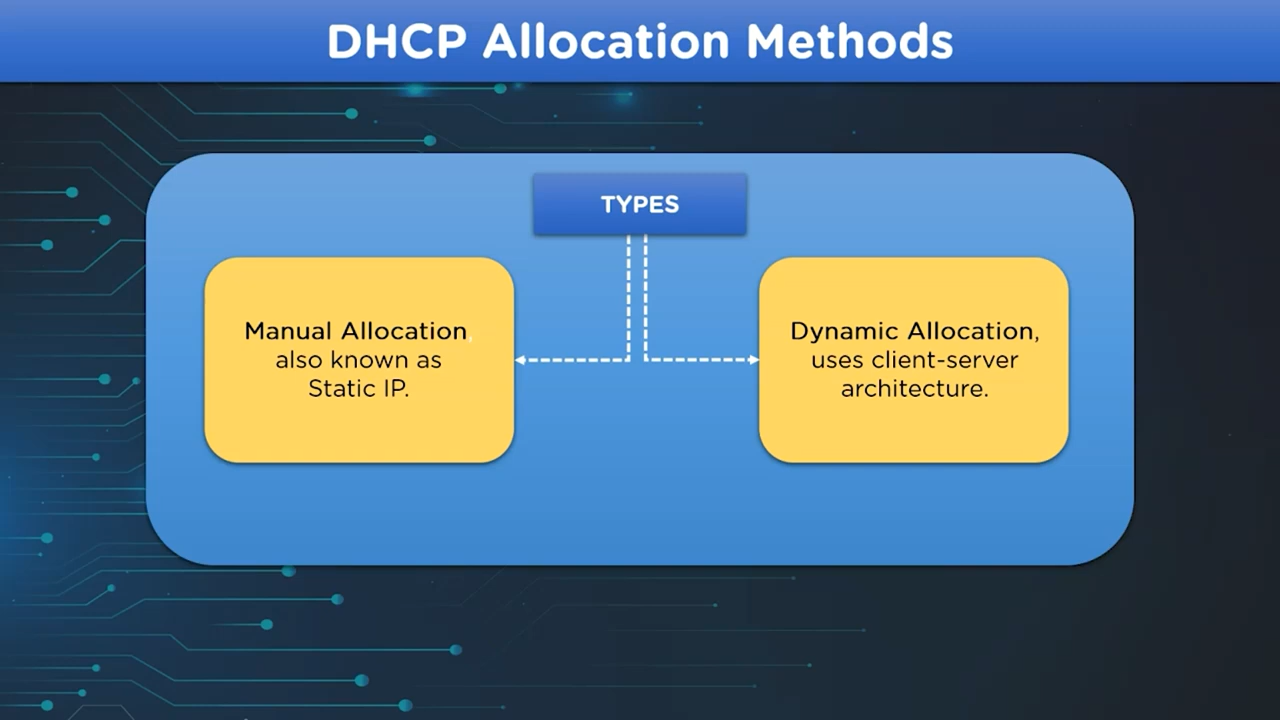 DHCP Allocation Methods
TYPES
Manual Allocation,
also known as
Static IP.
Dynamic Allocation,
uses client-server
architecture.